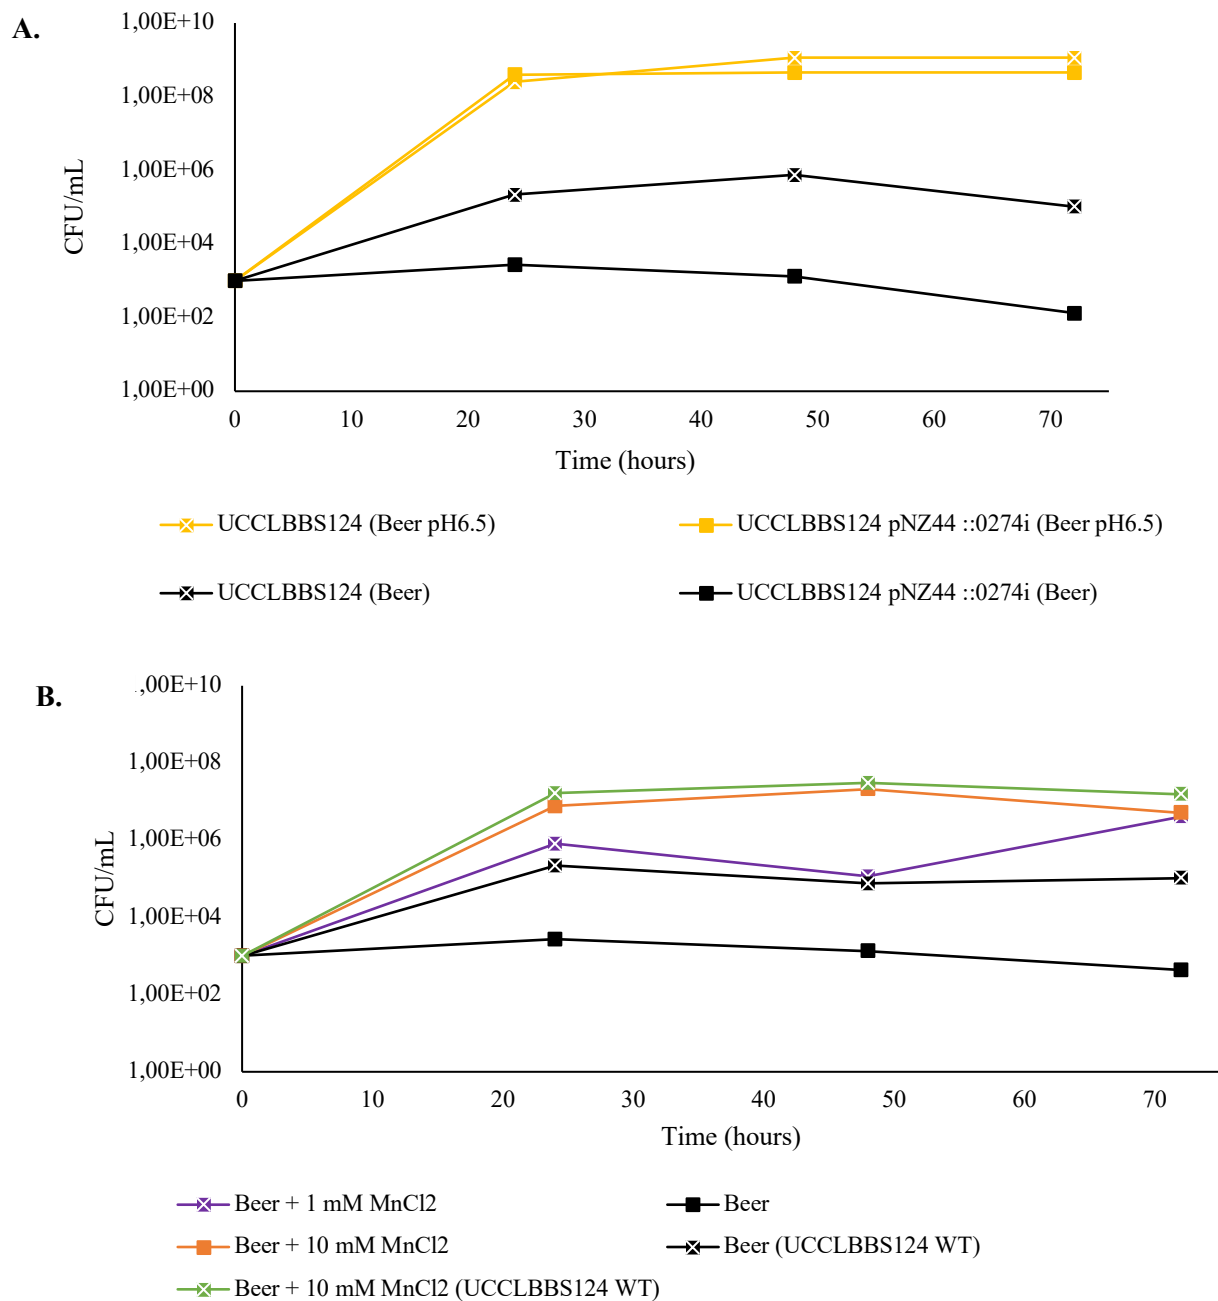 A.
1,00E+10
1,00E+08
1,00E+06
1,00E+04
1,00E+02
1,00E+00
CFU/mL
0 10 20 30 40 50 60 70
Time (hours)
UCCLBBS124 (Beer pH6.5) UCCLBBS124 pNZ44 ::0274i (Beer pH6.5)
UCCLBBS124 (Beer) UCCLBBS124 pNZ44 ::0274i (Beer)
B.
,00E+10
1,00E+08
1,00E+06
1,00E+04
1,00E+02
1,00E+00
CFU/mL
0 10 20 30 40 50 60 70
Time (hours)
Beer + 1 mM MnCl2 Beer
Beer + 10 mM MnCl2 Beer (UCCLBBS124 WT)
Beer + 10 mM MnCl2 (UCCLBBS124 WT)